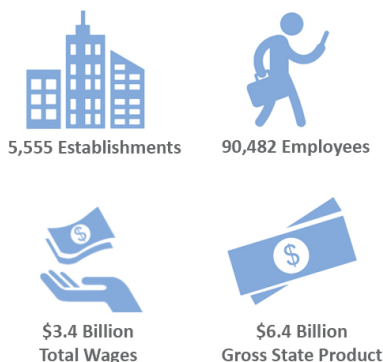 5,555 Establishments
90,482 Employees
$
$3.4 Billion
Total Wages
$
$6.4 Billion
Gross State Product